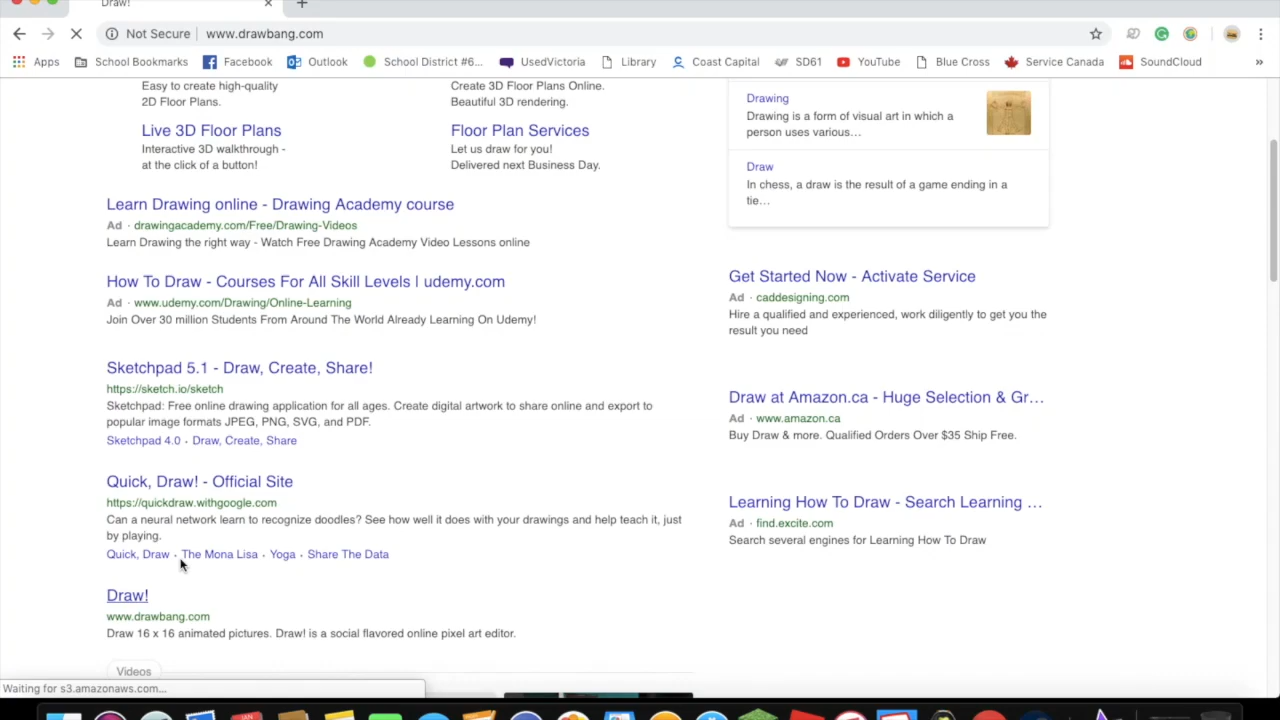 Draw!
Not Secure www.drawbang.com
Apps School Bookmarks Facebook Outlook School District #6... UsedVictoria Library Coast Capital SD61 YouTube Blue Cross Service Canada SoundCloud »
Easy to create high-quality
2D Floor Plans.
Create 3D Floor Plans Online.
Beautiful 3D rendering.
Live 3D Floor Plans
Interactive 3D walkthrough -
at the click of a button!
Floor Plan Services
Let us draw for you!
Delivered next Business Day.
Learn Drawing online - Drawing Academy course
Ad · drawingacademy.com/Free/Drawing-Videos
Learn Drawing the right way - Watch Free Drawing Academy Video Lessons online
How To Draw - Courses For All Skill Levels | udemy.com
Ad · www.udemy.com/Drawing/Online-Learning
Join Over 30 million Students From Around The World Already Learning On Udemy!
Sketchpad 5.1 - Draw, Create, Share!
https://sketch.io/sketch
Sketchpad: Free online drawing application for all ages. Create digital artwork to share online and export to
popular image formats JPEG, PNG, SVG, and PDF.
Sketchpad 4.0 · Draw, Create, Share
Quick, Draw! - Official Site
https://quickdraw.withgoogle.com
Can a neural network learn to recognize doodles? See how well it does with your drawings and help teach it, just
by playing.
Quick, Draw · The Mona Lisa · Yoga · Share The Data
Draw!
www.drawbang.com
Draw 16 x 16 animated pictures. Draw! is a social flavored online pixel art editor.
Videos
Drawing
Drawing is a form of visual art in which a
person uses various...
Draw
In chess, a draw is the result of a game ending in a
tie...
Get Started Now - Activate Service
Ad · caddesigning.com
Hire a qualified and experienced, work diligently to get you the
result you need
Draw at Amazon.ca - Huge Selection & Gr...
Ad · www.amazon.ca
Buy Draw & more. Qualified Orders Over $35 Ship Free.
Learning How To Draw - Search Learning ...
Ad · find.excite.com
Search several engines for Learning How To Draw
Waiting for s3.amazonaws.com...